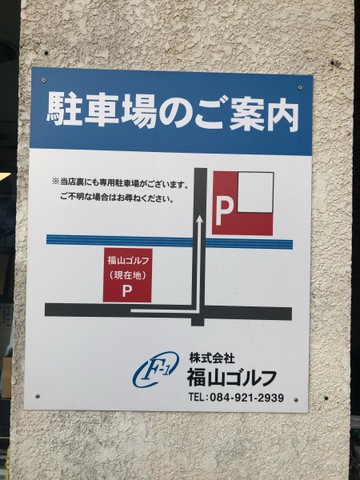 駐車場のご案内
※当店裏にも専用駐車場がございます。
ご不明な場合はお尋ねください。
P
福山ゴルフ
(現在地)
P
F-1
株式会社
福山ゴルフ
TEL:084-921-2939